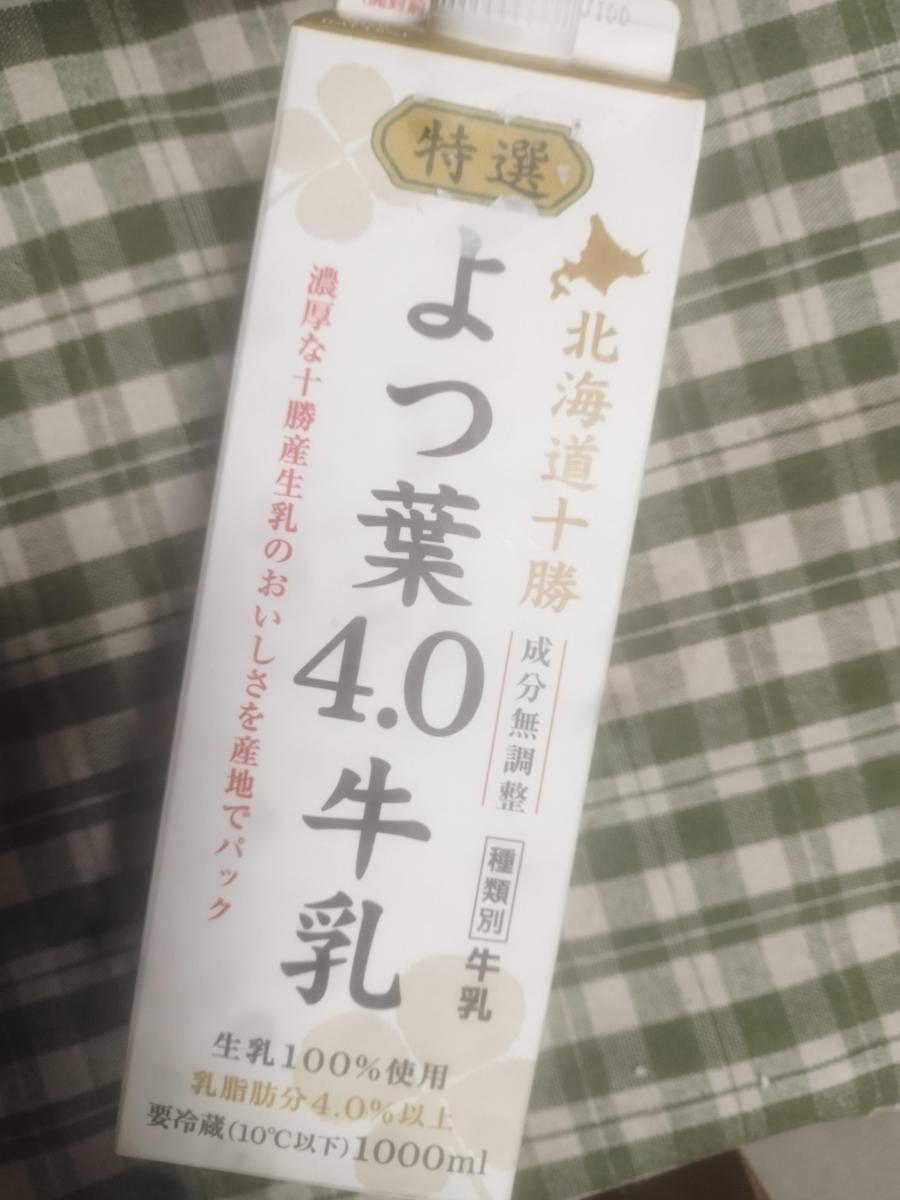 特選
北海道十勝
成分無調整
種類別
牛乳
よつ葉
4.0
牛乳
濃厚な十勝産生乳のおいしさを産地でパック
生乳100%使用
乳脂肪分4.0%以上
要冷蔵(10℃以下)1000ml